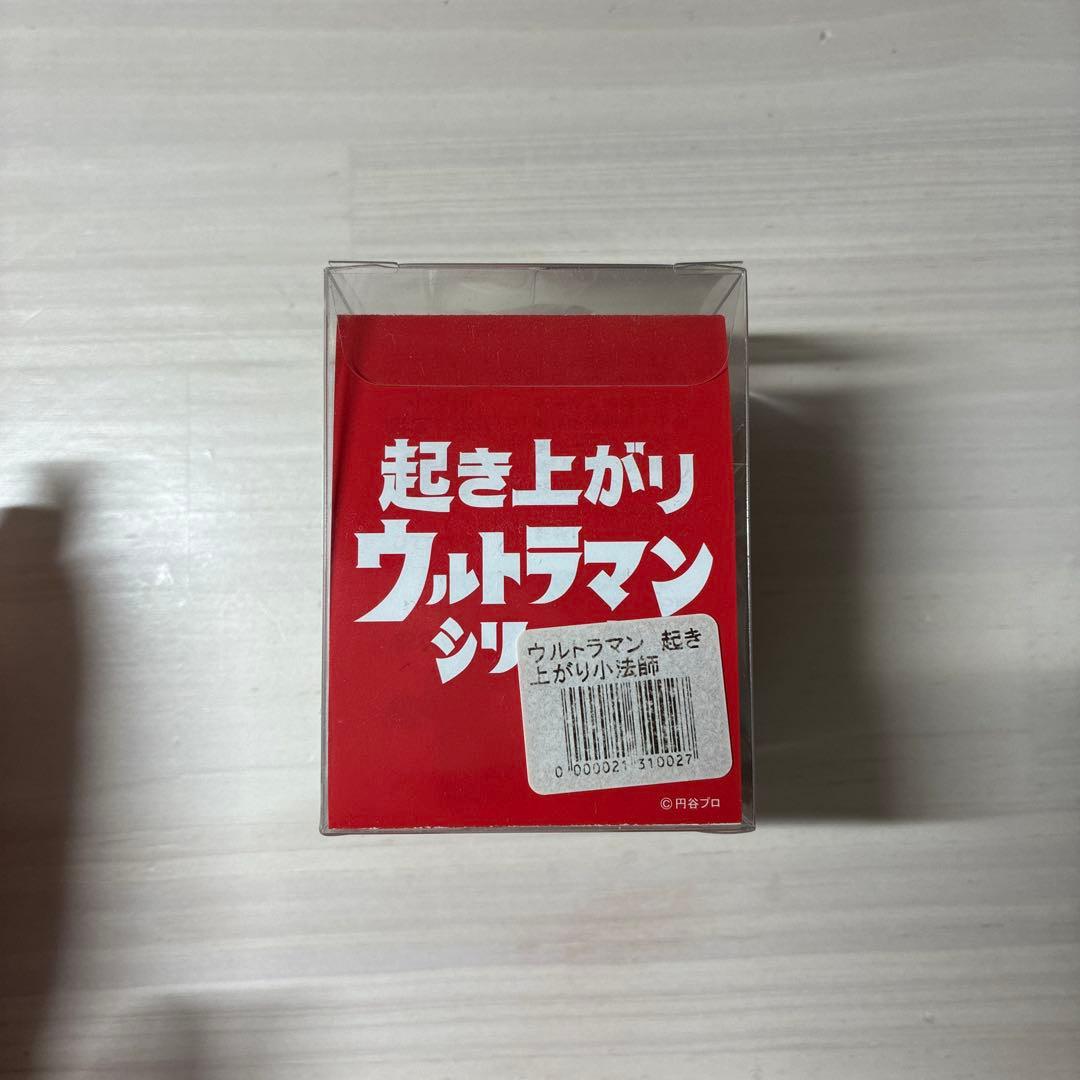 起き上がり
ウルトラマン
シリ
ウルトラマン 起き
上がり小法師
0 000021 310027
©円谷プロ